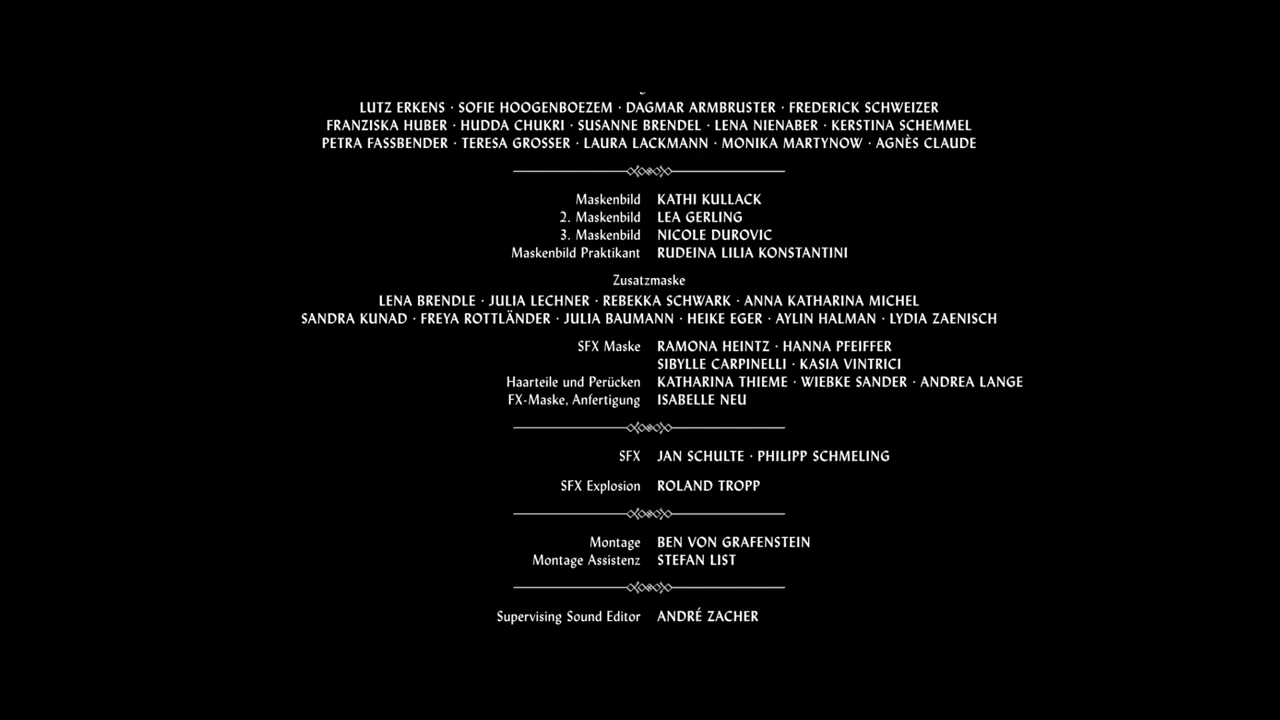 LUTZ ERKENS · SOFIE HOOGENBOEZEM · DAGMAR ARMBRUSTER · FREDERICK SCHWEIZER
FRANZISKA HUBER · HUDDA CHUKRI · SUSANNE BRENDEL · LENA NIENABER · KERSTINA SCHEMMEL
PETRA FASSBENDER · TERESA GROSSER · LAURA LACKMANN · MONIKA MARTYNOW · AGNÈS CLAUDE
Maskenbild KATHI KULLACK
2. Maskenbild LEA GERLING
3. Maskenbild NICOLE DUROVIC
Maskenbild Praktikant RUDEINA LILIA KONSTANTINI
Zusatzmaske
LENA BRENDLE · JULIA LECHNER · REBEKKA SCHWARK · ANNA KATHARINA MICHEL
SANDRA KUNAD · FREYA ROTTLÄNDER · JULIA BAUMANN · HEIKE EGER · AYLIN HALMAN · LYDIA ZAENISCH
SFX Maske RAMONA HEINTZ · HANNA PFEIFFER
SIBYLLE CARPINELLI · KASIA VINTRICI
Haarteile und Perücken KATHARINA THIEME · WIEBKE SANDER · ANDREA LANGE
FX-Maske, Anfertigung ISABELLE NEU
SFX JAN SCHULTE · PHILIPP SCHMELING
SFX Explosion ROLAND TROPP
Montage BEN VON GRAFENSTEIN
Montage Assistenz STEFAN LIST
Supervising Sound Editor ANDRÉ ZACHER